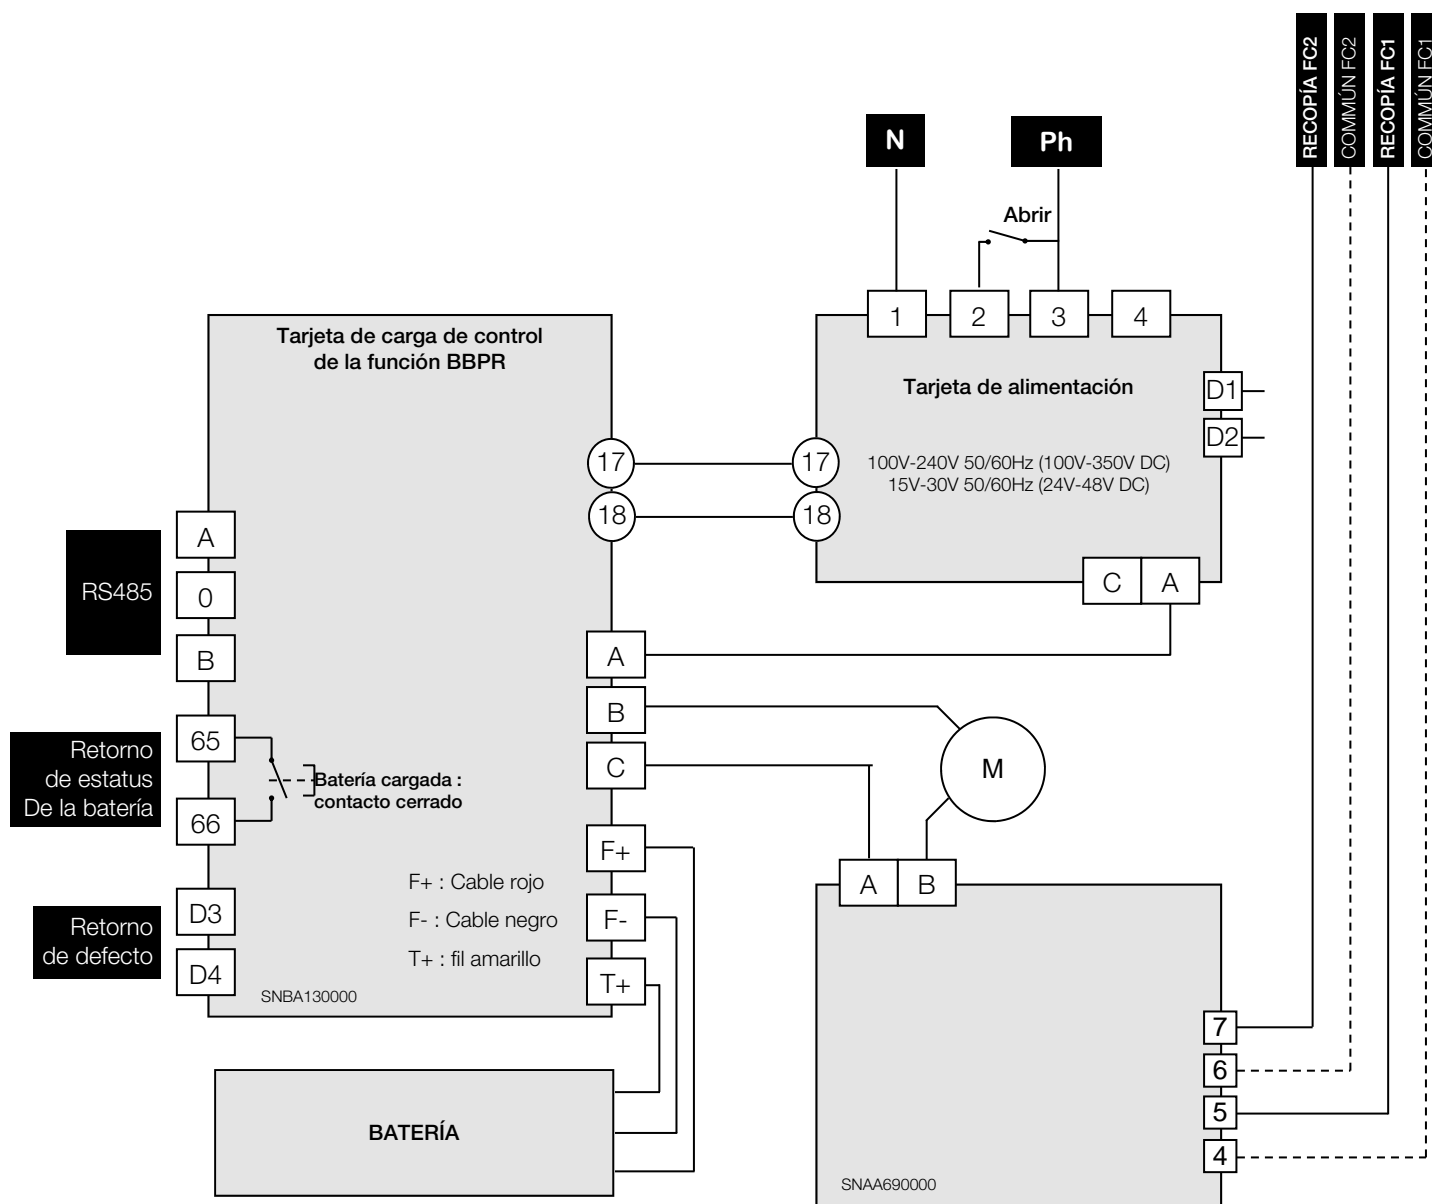 RECOPÍA FC2
COMMÚN FC2
RECOPÍA FC1
COMMÚN FC1
N
Ph
Abrir
1
2
3
4
Tarjeta de carga de control
de la función BBPR
Tarjeta de alimentación
D1
D2
17
18
17
18
100V-240V 50/60Hz (100V-350V DC)
15V-30V 50/60Hz (24V-48V DC)
RS485
A
0
B
C
A
A
B
C
M
Retorno
de estatus
De la batería
65
66
Batería cargada :
contacto cerrado
F+
F-
T+
F+ : Cable rojo
F- : Cable negro
T+ : fil amarillo
A
B
Retorno
de defecto
D3
D4
SNBA130000
BATERÍA
7
6
5
4
SNAA690000